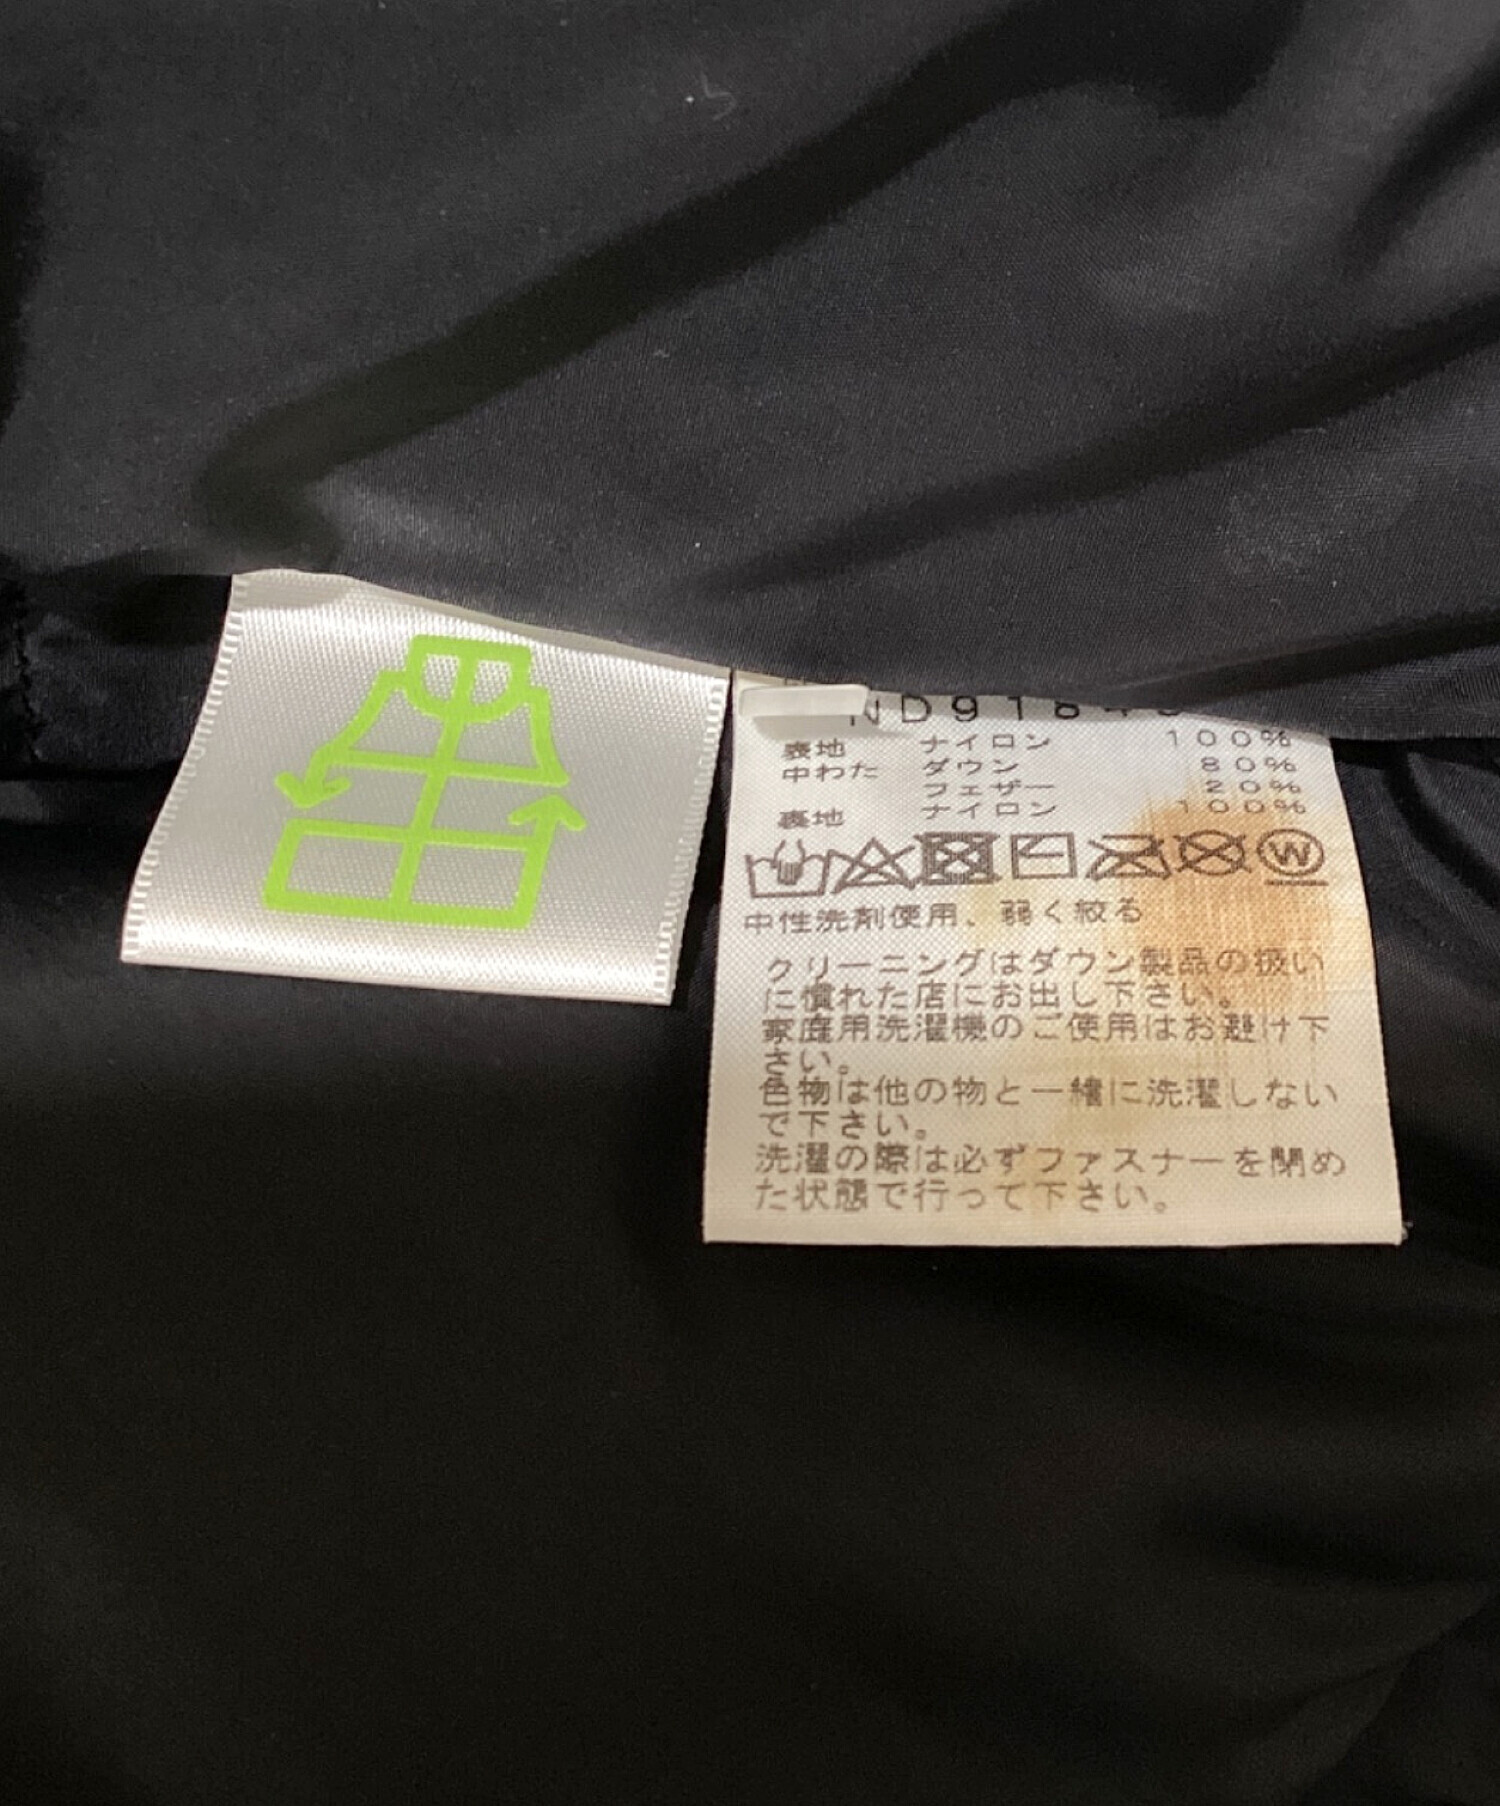 表地 ナイロン 100%
中わた ダウン 80%
フェザー 20%
裏地 ナイロン 100%
W
中性洗剤使用、弱く絞る
クリーニングはダウン製品の扱い
に慣れた店にお出し下さい。
家庭用洗濯機のご使用はお避け下
さい。
色物は他の物と一緒に洗濯しない
で下さい。
洗濯の際は必ずファスナーを閉め
た状態で行って下さい。